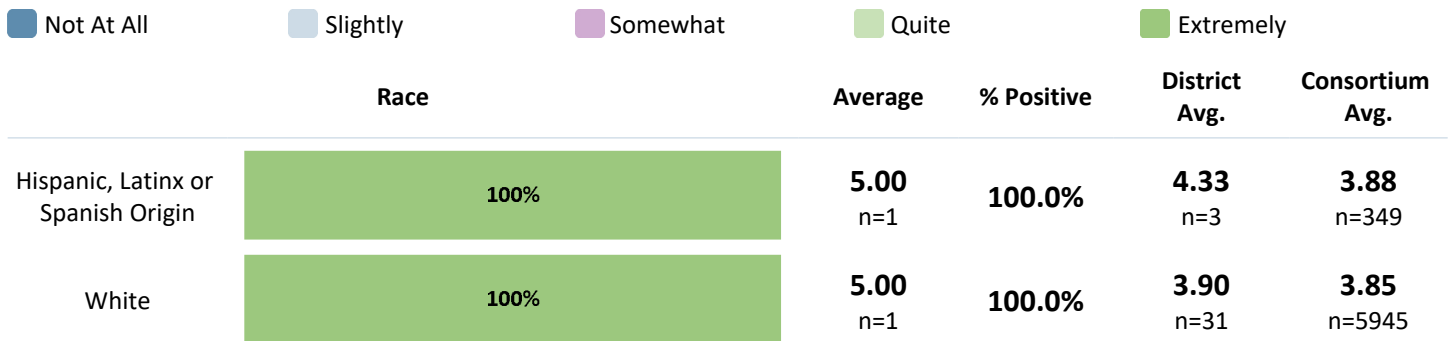 Not At All Slightly Somewhat Quite Extremely
Race Average % Positive District Avg. Consortium Avg.
Hispanic, Latinx or Spanish Origin 100% 5.00 n=1 100.0% 4.33 n=3 3.88 n=349
White 100% 5.00 n=1 100.0% 3.90 n=31 3.85 n=5945